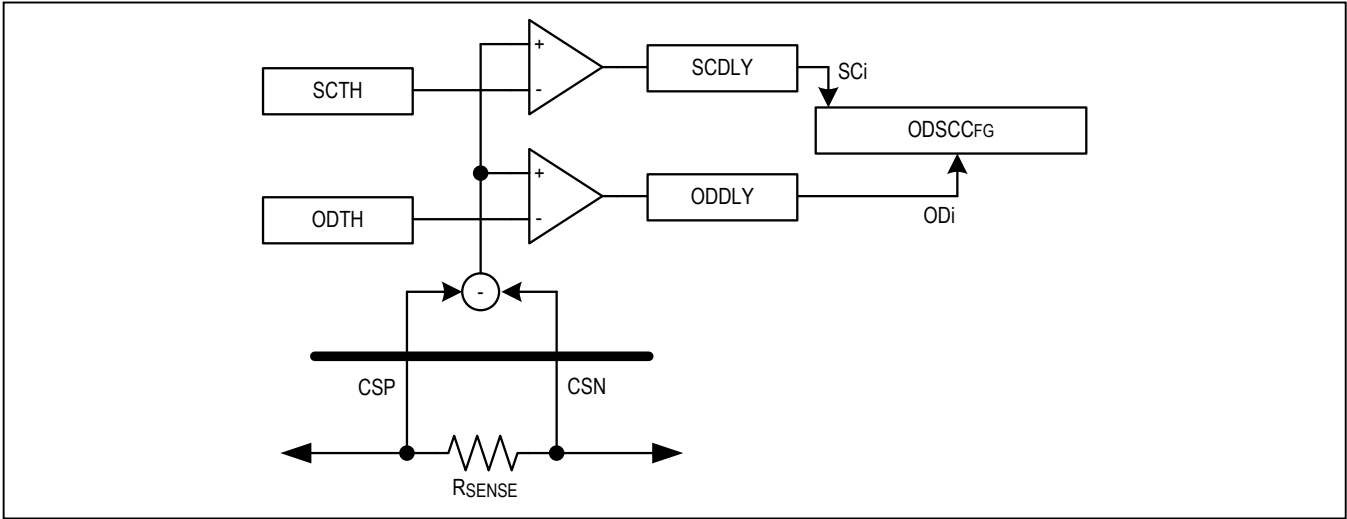 +
SCDLY
SCi
SCTH
-
ODSCCFG
+
ODDLY
ODTH
-
ODi
-
CSP
CSN
RSENSE